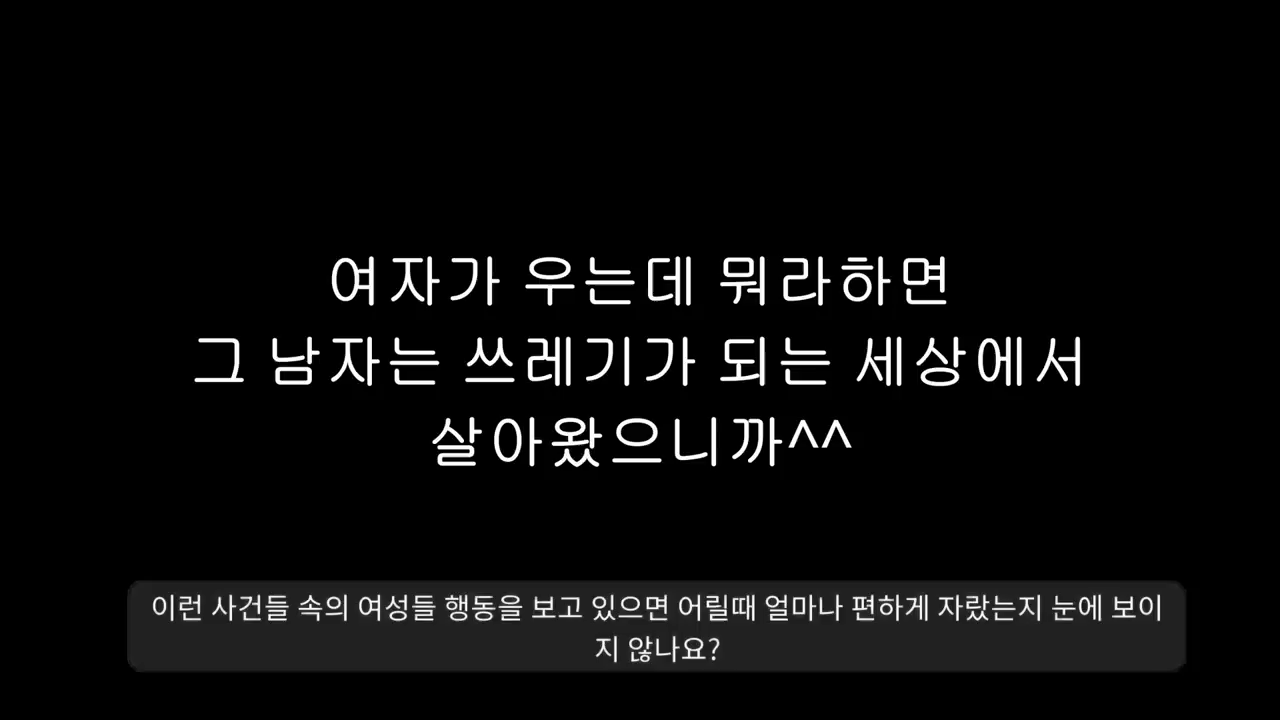 여자가 우는데 뭐라하면
그 남자는 쓰레기가 되는 세상에서
살아왔으니까^^
이런 사건들 속의 여성들 행동을 보고 있으면 어릴때 얼마나 편하게 자랐는지 눈에 보이
지 않나요?